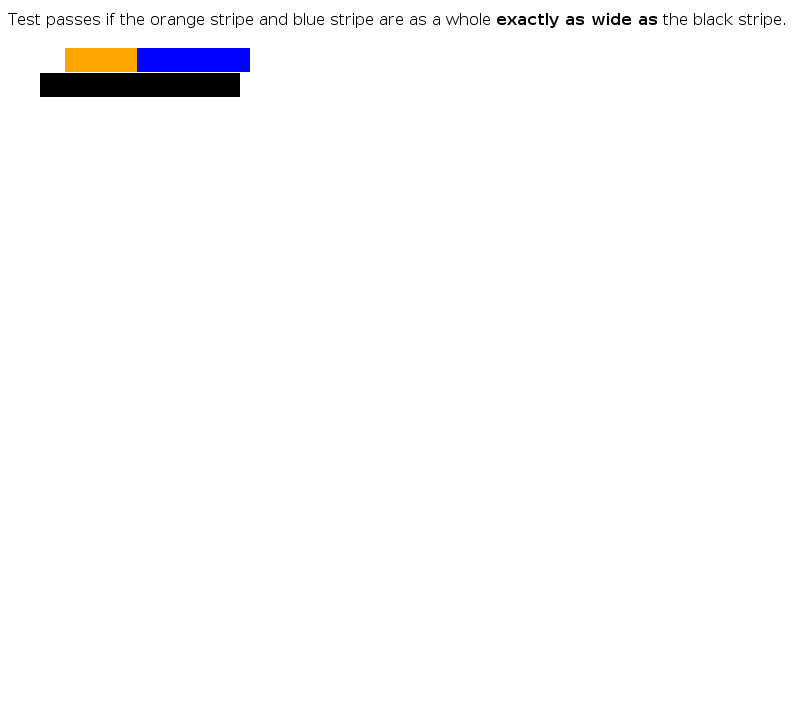 Test passes if the orange stripe and blue stripe are as a whole exactly as wide as the black stripe.